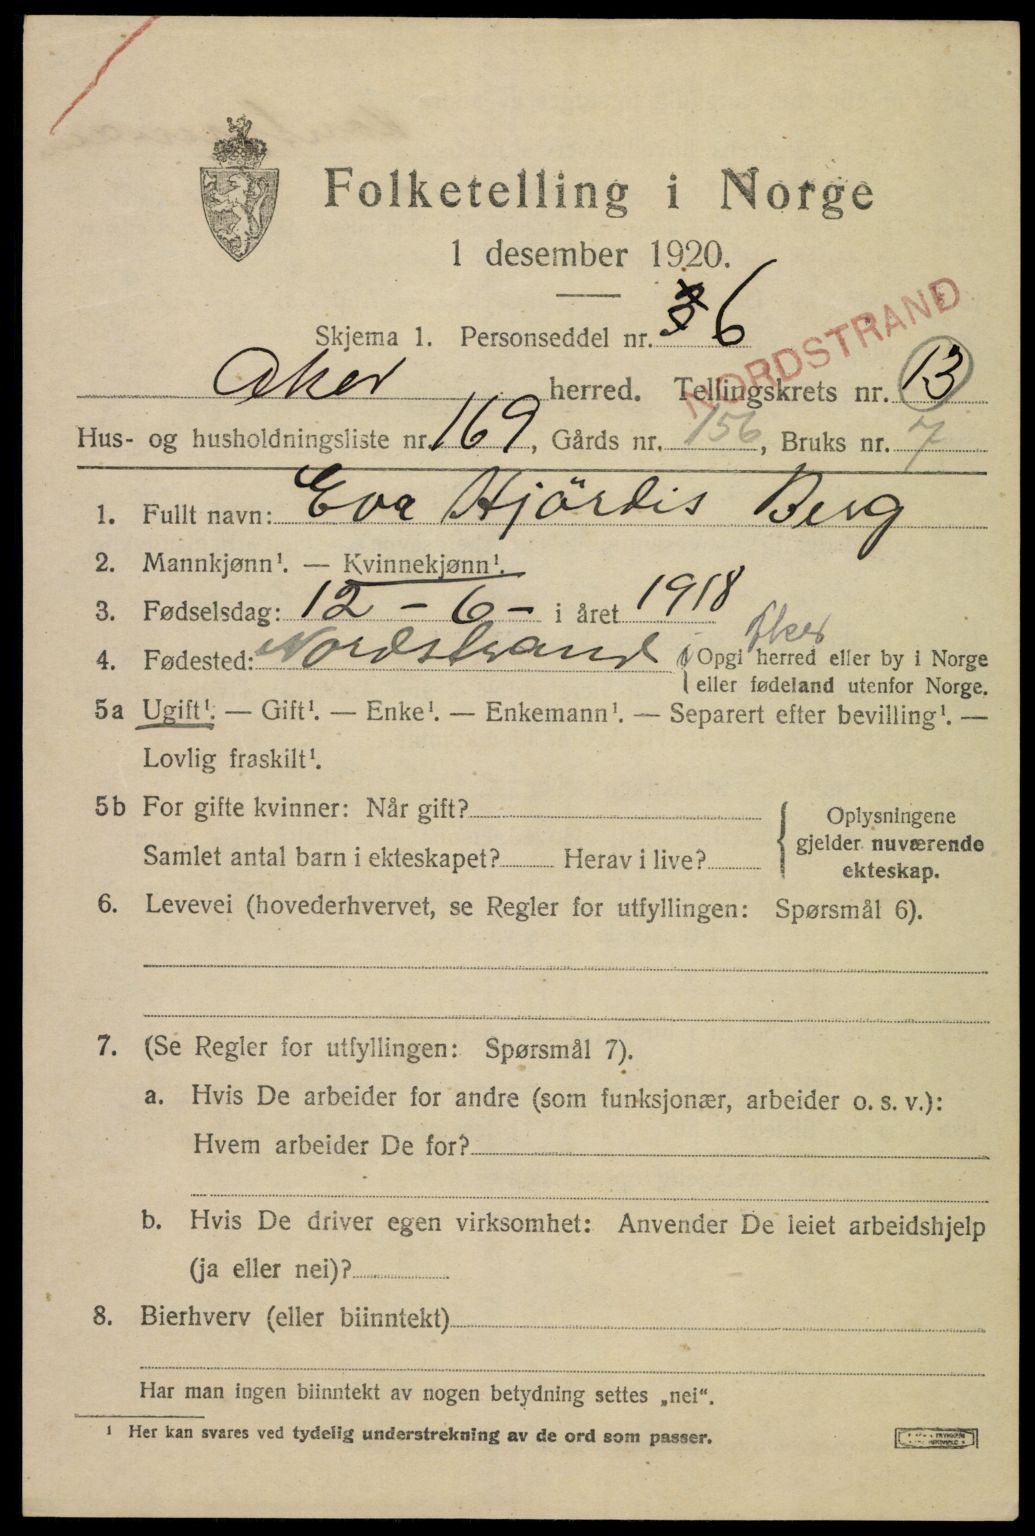 Folketelling i Norge
1 desember 1920.
Skjema 1. Personseddel nr. 6
NORDSTRAND
Aker herred. Tellingskrets nr. 13
Hus- og husholdningsliste nr. 169, Gårds nr. 156, Bruks nr. 7
1. Fullt navn: Eva Hjördis Berg
2. Mannkjønn¹. — Kvinnekjønn¹.
3. Fødselsdag: 12 – 6 – i året 1918
Aker
4. Fødested: Nordstrand { Opgi herred eller by i Norge
eller fødeland utenfor Norge.
5a Ugift¹. — Gift¹. — Enke¹. — Enkemann¹. — Separert efter bevilling¹. —
Lovlig fraskilt¹.
5b For gifte kvinner: Når gift?
Samlet antal barn i ekteskapet? Herav i live?
Oplysningene
gjelder nuværende
ekteskap.
6. Levevei (hovederhvervet, se Regler for utfyllingen: Spørsmål 6).
7. (Se Regler for utfyllingen: Spørsmål 7).
a. Hvis De arbeider for andre (som funksjonær, arbeider o. s. v.):
Hvem arbeider De for?
b. Hvis De driver egen virksomhet: Anvender De leiet arbeidshjelp
(ja eller nei)?
8. Bierhverv (eller biinntekt)
Har man ingen biinntekt av nogen betydning settes „nei“.
¹ Her kan svares ved tydelig understrekning av de ord som passer.